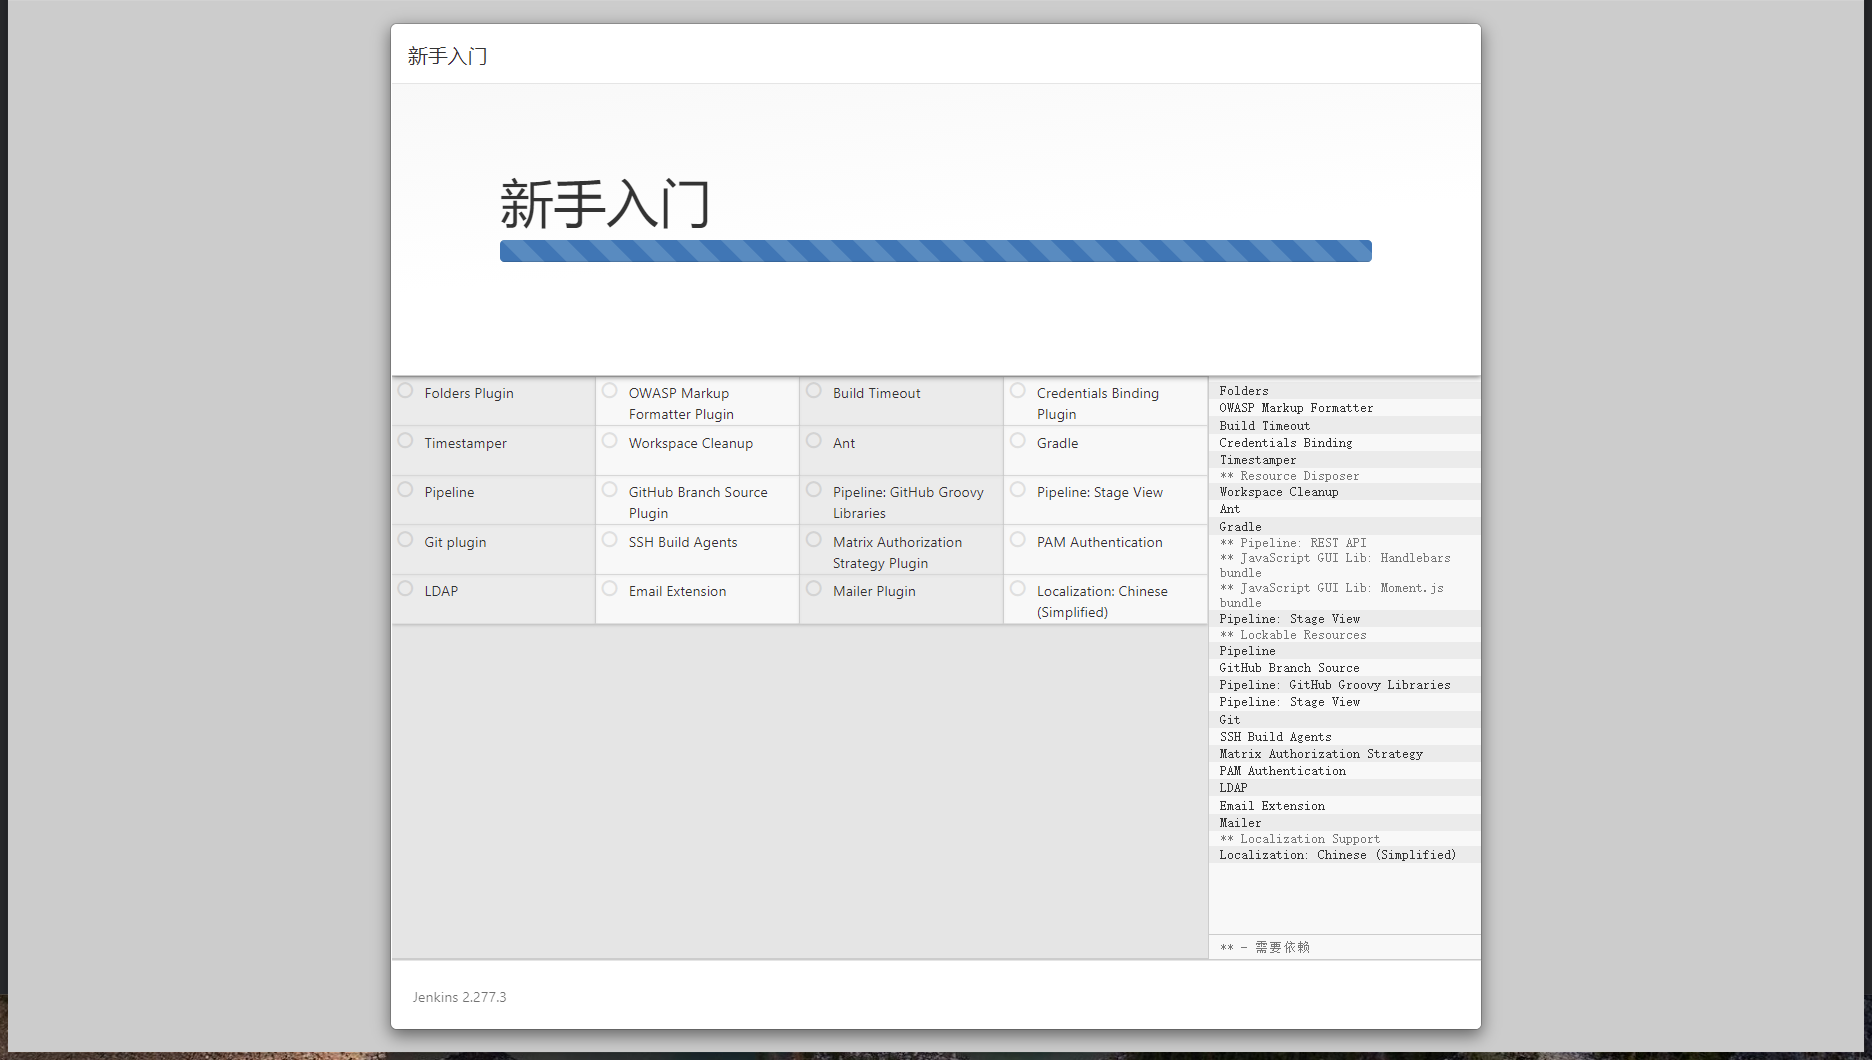 新手入门
新手入门
Folders Plugin
OWASP Markup
Formatter Plugin
Build Timeout
Credentials Binding
Plugin
Timestamper
Workspace Cleanup
Ant
Gradle
Pipeline
GitHub Branch Source
Plugin
Pipeline: GitHub Groovy
Libraries
Pipeline: Stage View
Git plugin
SSH Build Agents
Matrix Authorization
Strategy Plugin
PAM Authentication
LDAP
Email Extension
Mailer Plugin
Localization: Chinese
(Simplified)
Folders
OWASP Markup Formatter
Build Timeout
Credentials Binding
Timestamper
** Resource Disposer
Workspace Cleanup
Ant
Gradle
** Pipeline: REST API
** JavaScript GUI Lib: Handlebars
bundle
** JavaScript GUI Lib: Moment.js
bundle
Pipeline: Stage View
** Lockable Resources
Pipeline
GitHub Branch Source
Pipeline: GitHub Groovy Libraries
Pipeline: Stage View
Git
SSH Build Agents
Matrix Authorization Strategy
PAM Authentication
LDAP
Email Extension
Mailer
** Localization Support
Localization: Chinese (Simplified)
** - 需要依赖
Jenkins 2.277.3